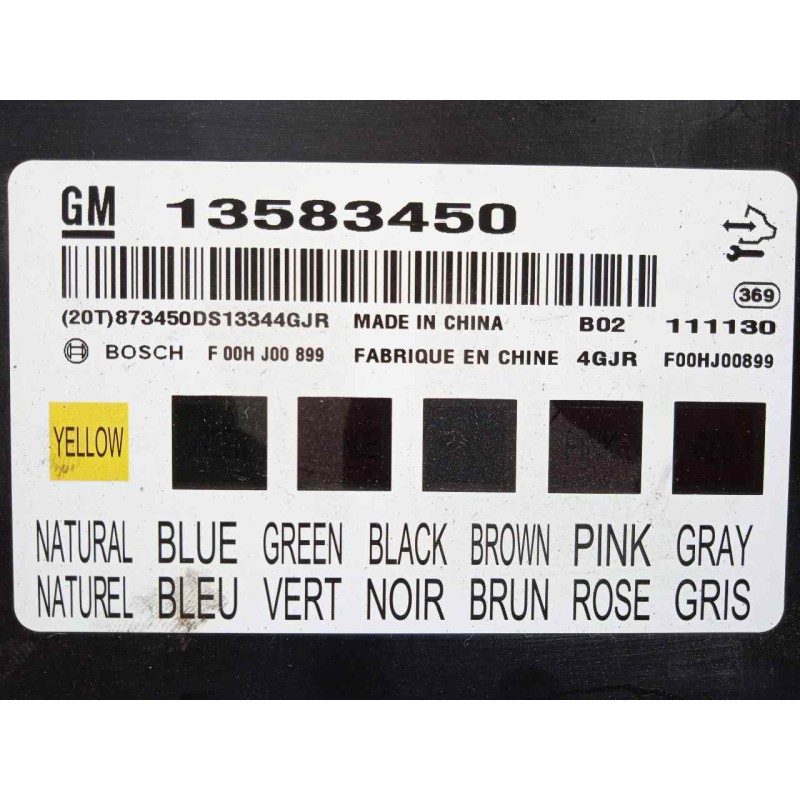 GM 13583450
369
(20T)873450DS13344GJR MADE IN CHINA B02 111130
BOSCH F 00H J00 899 FABRIQUE EN CHINE 4GJR F00HJ00899
YELLOW
NATURAL BLUE GREEN BLACK BROWN PINK GRAY
NATUREL BLEU VERT NOIR BRUN ROSE GRIS